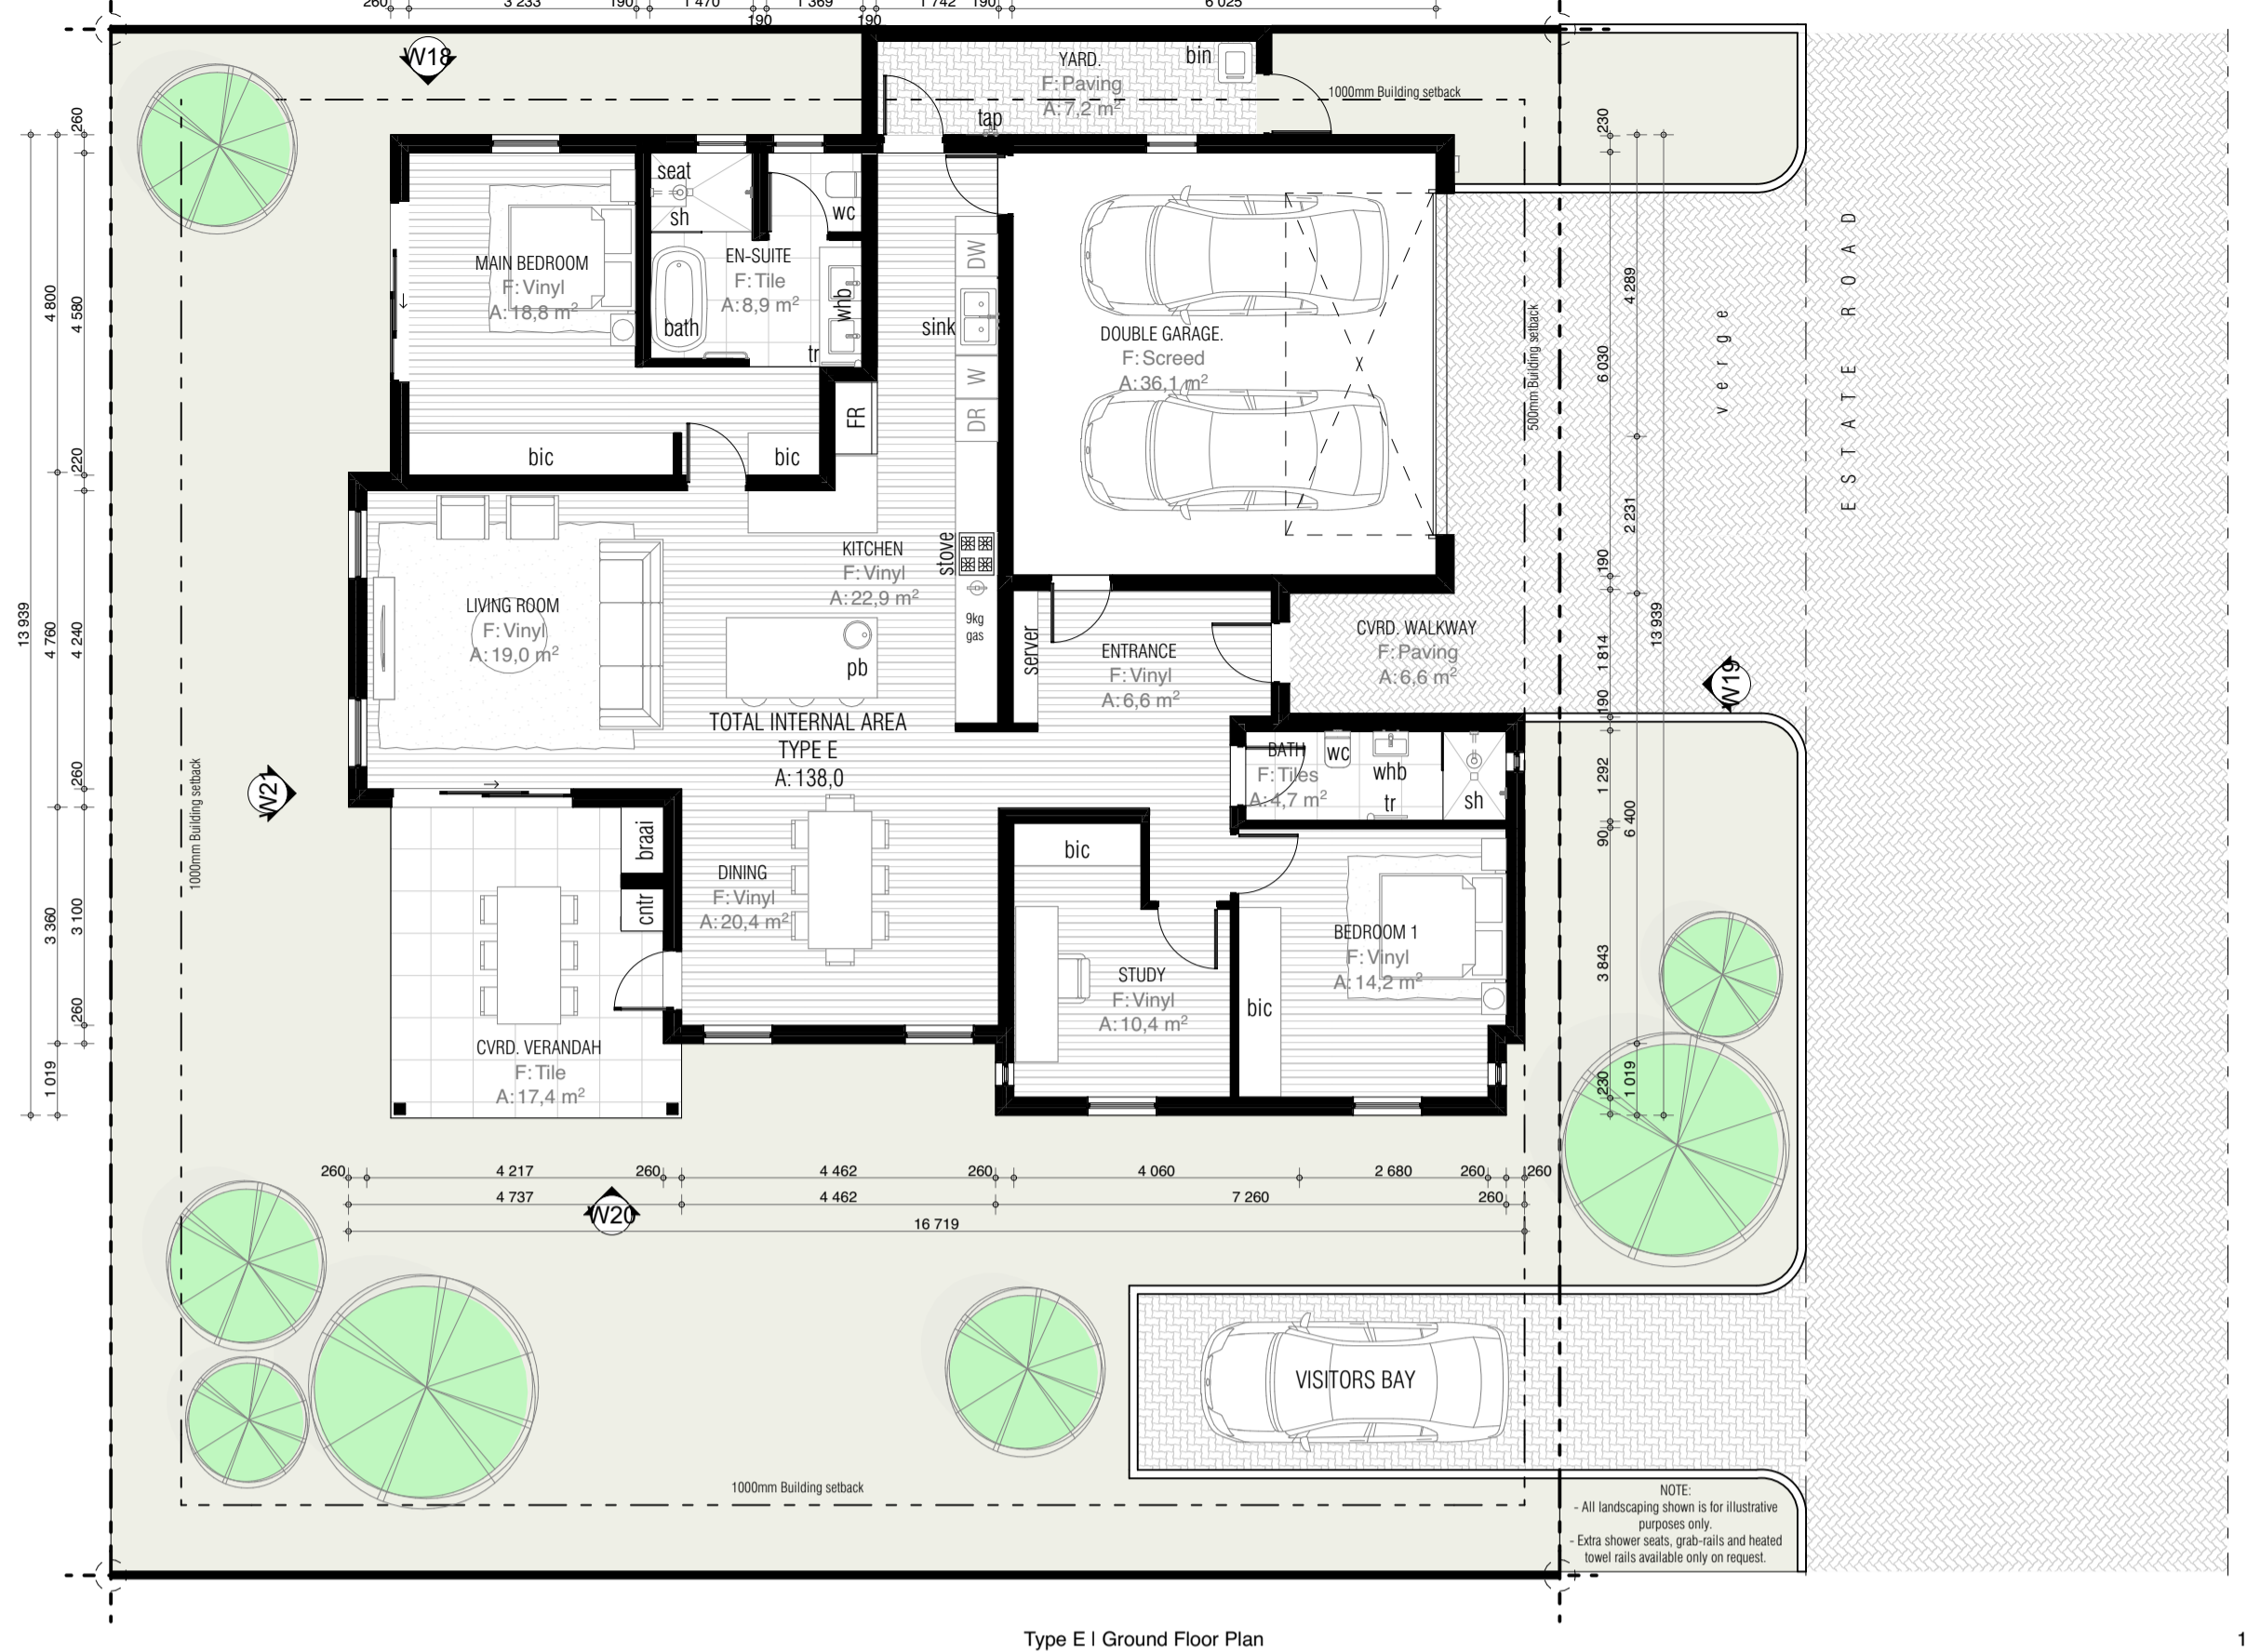 260 3 233 190 1 470 1 369 1 742 190 6 025
190 190
W18
YARD.
F: Paving
A: 7,2 m²
bin
tap
1000mm Building setback
MAIN BEDROOM
F: Vinyl
A: 18,8 m²
seat
sh
wc
EN-SUITE
F: Tile
A: 8,9 m²
bath
whb
tr
DW
sink
W
DR
FR
DOUBLE GARAGE.
F: Screed
A: 36,1 m²
500mm Building setback
verge
ESTATE ROAD
bic
bic
KITCHEN
F: Vinyl
A: 22,9 m²
stove
9kg
gas
pb
LIVING ROOM
F: Vinyl
A: 19,0 m²
server
ENTRANCE
F: Vinyl
A: 6,6 m²
CVRD. WALKWAY
F: Paving
A: 6,6 m²
W19
TOTAL INTERNAL AREA
TYPE E
A: 138,0
BATH
F: Tiles
A: 4,7 m²
wc
whb
tr
sh
W21
1000mm Building setback
braai
cntr
DINING
F: Vinyl
A: 20,4 m²
bic
STUDY
F: Vinyl
A: 10,4 m²
bic
BEDROOM 1
F: Vinyl
A: 14,2 m²
CVRD. VERANDAH
F: Tile
A: 17,4 m²
13 939
4 800 4 760 3 360 1 019
260 4 580 220 4 240 260 3 100 260
230 6 030 190 1 814 190 1 292 90 3 843 230
4 289 2 231 6 400 1 019
13 939
260 4 217 260 4 462 260 4 060 2 680 260 260
4 737 4 462 7 260 260
16 719
W20
VISITORS BAY
1000mm Building setback
NOTE:
- All landscaping shown is for illustrative
purposes only.
- Extra shower seats, grab-rails and heated
towel rails available only on request.
Type E | Ground Floor Plan
1